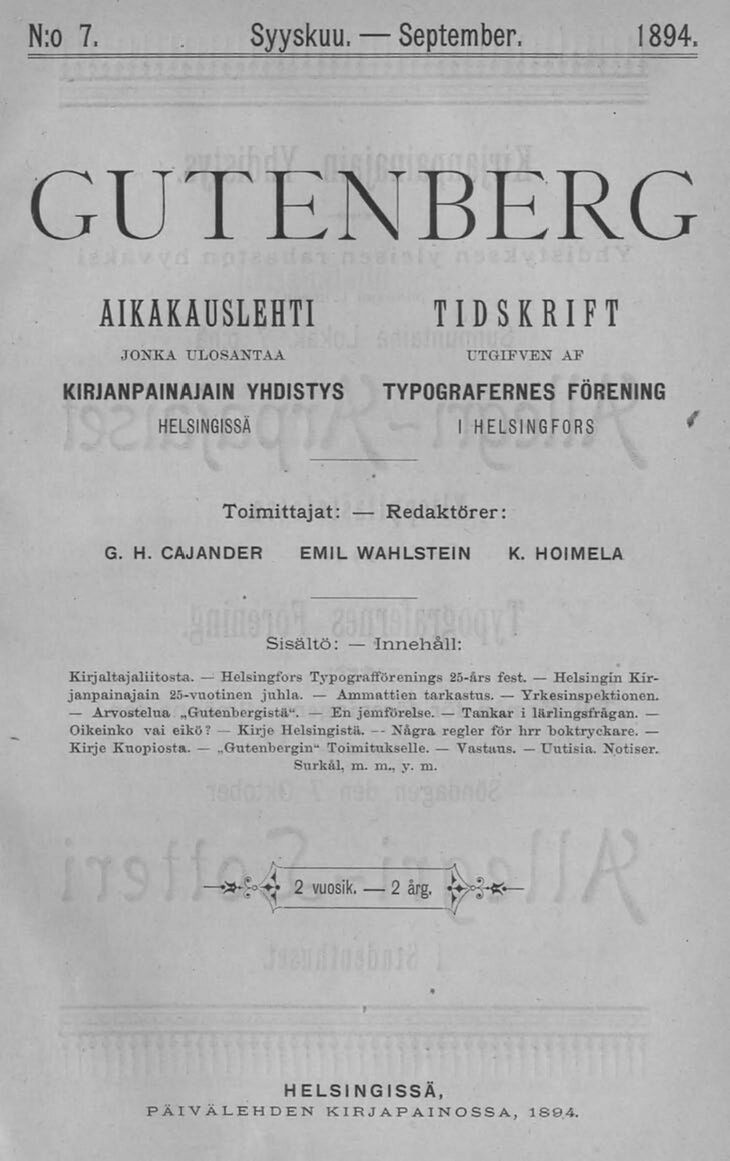 N:o 7. Syyskuu. — September. 1894.
GUTENBERG
AIKAKAUSLEHTI
JONKA ULOSANTAA
KIRJANPAINAJAIN YHDISTYS
HELSINGISSÄ
TIDSKRIFT
UTGIFVEN AF
TYPOGRAFERNES FÖRENING
I HELSINGFORS
Toimittajat: — Redaktörer:
G. H. CAJANDER EMIL WAHLSTEIN K. HOIMELA
Sisältö: — Innehåll:
Kirjaltajaliitosta. — Helsingfors Typografförenings 25-års fest. — Helsingin Kir-
janpainajain 25-vuotinen juhla. — Ammattien tarkastus. — Yrkesinspektionen.
— Arvostelua „Gutenbergistä“. — En jemförelse. — Tankar i lärlingsfrågan. —
Oikeinko vai eikö? — Kirje Helsingistä. -- Några regler för hrr boktryckare. —
Kirje Kuopiosta. — „Gutenbergin“ Toimitukselle. — Vastaus. — Uutisia. Notiser.
Surkål, m. m., y. m.
2 vuosik. — 2 årg.
HELSINGISSÄ,
PÄIVÄLEHDEN KIRJAPAINOSSA, 1894.